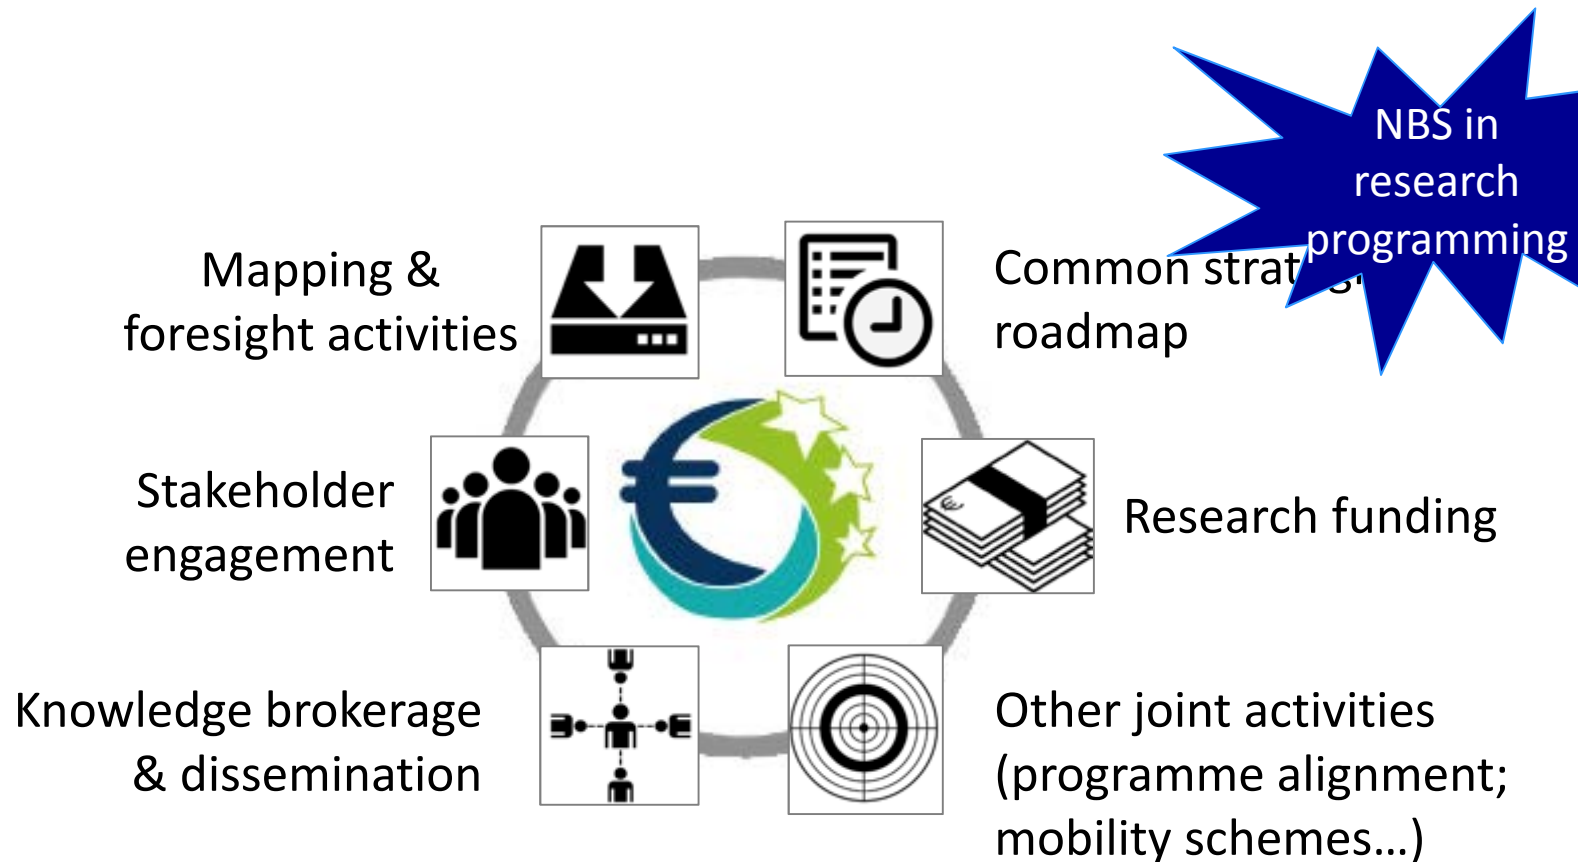 NBS in
research
programming
Mapping &
foresight activities
Common
roadmap
Stakeholder
engagement
Research funding
Knowledge brokerage
& dissemination
Other joint activities
(programme alignment;
mobility schemes...)